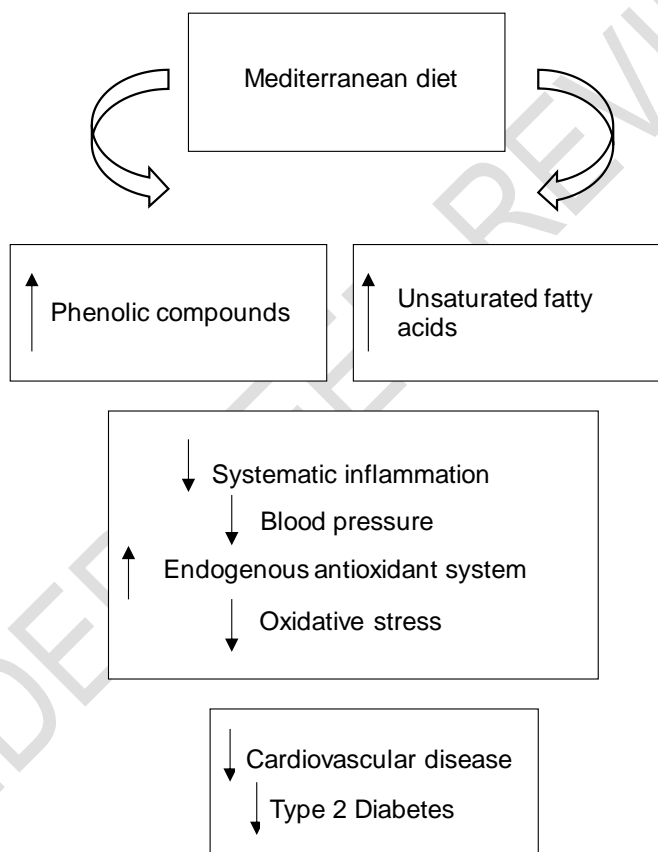 Mediterranean diet
Phenolic compounds
Unsaturated fatty
acids
Systematic inflammation
Blood pressure
Endogenous antioxidant system
Oxidative stress
Cardiovascular disease
Type 2 Diabetes